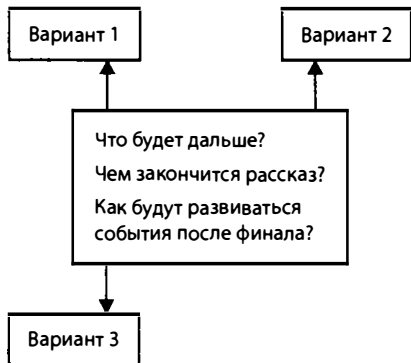 Вариант 1
Вариант 2
Что будет дальше?
Чем закончится рассказ?
Как будут развиваться
события после финала?
Вариант 3